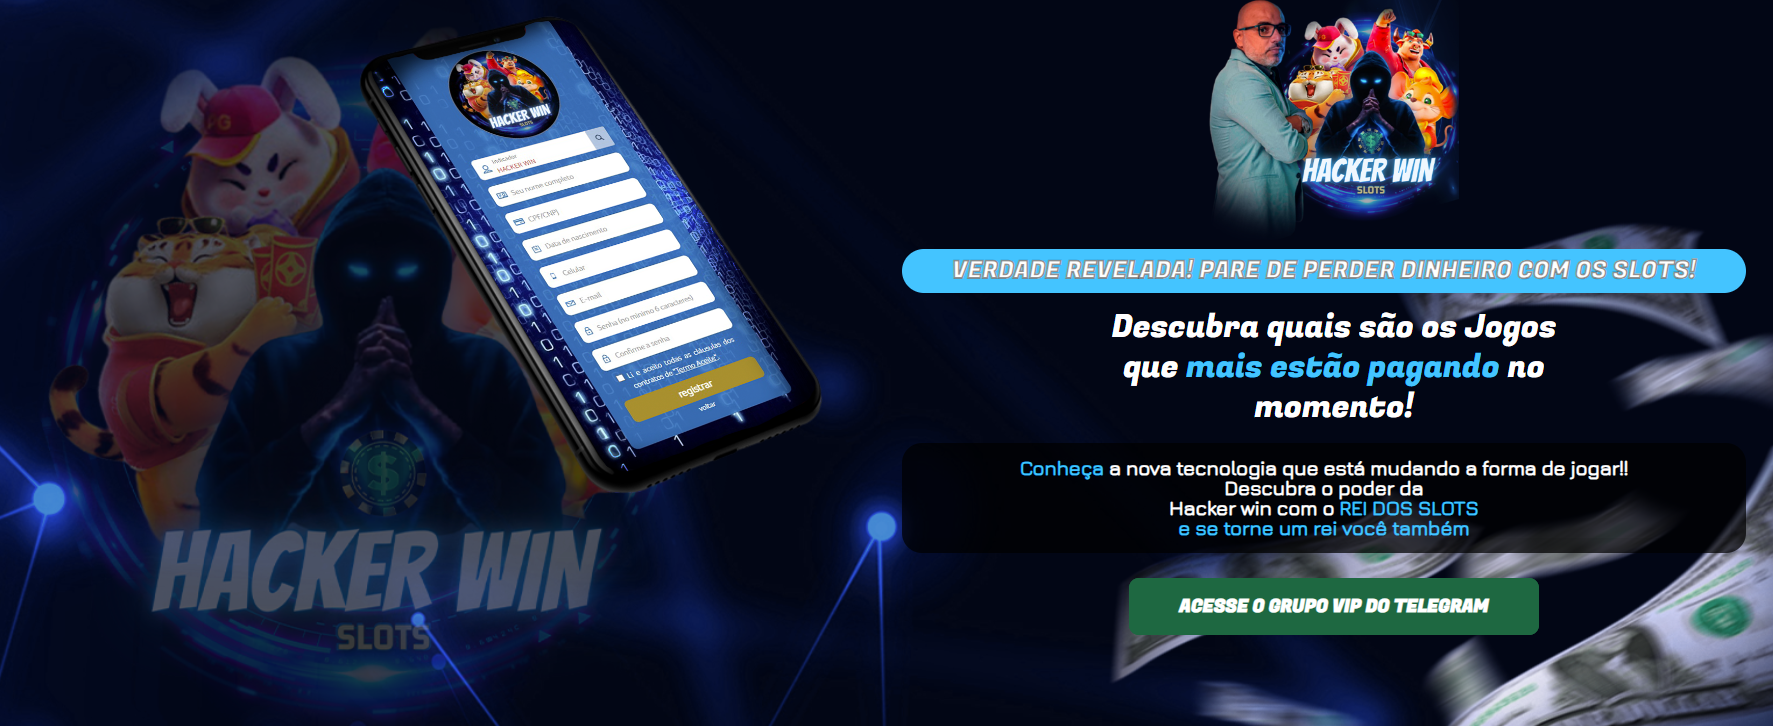 HACKER WIN
SLOTS
Indicador
HACKER WIN
Seu nome completo
CPF/CNPJ
Data de nascimento
Celular
E-mail
Senha (no mínimo 6 caracteres)
Confirme a senha
Li e aceito todas as cláusulas dos
contratos de "Termo Aceite".
registrar
voltar
HACKER WIN
SLOTS
HACKER WIN
SLOTS
VERDADE REVELADA! PARE DE PERDER DINHEIRO COM OS SLOTS!
Descubra quais são os Jogos
que mais estão pagando no
momento!
Conheça a nova tecnologia que está mudando a forma de jogar!!
Descubra o poder da
Hacker win com o REI DOS SLOTS
e se torne um rei você também
ACESSE O GRUPO VIP DO TELEGRAM